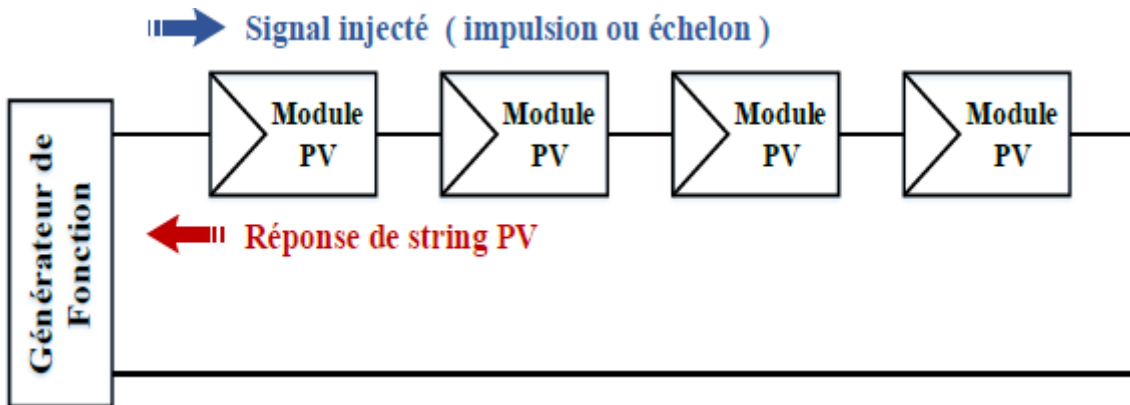 Signal injecté ( impulsion ou échelon )
Module
PV
Module
PV
Module
PV
Module
PV
Générateur de
Fonction
Réponse de string PV